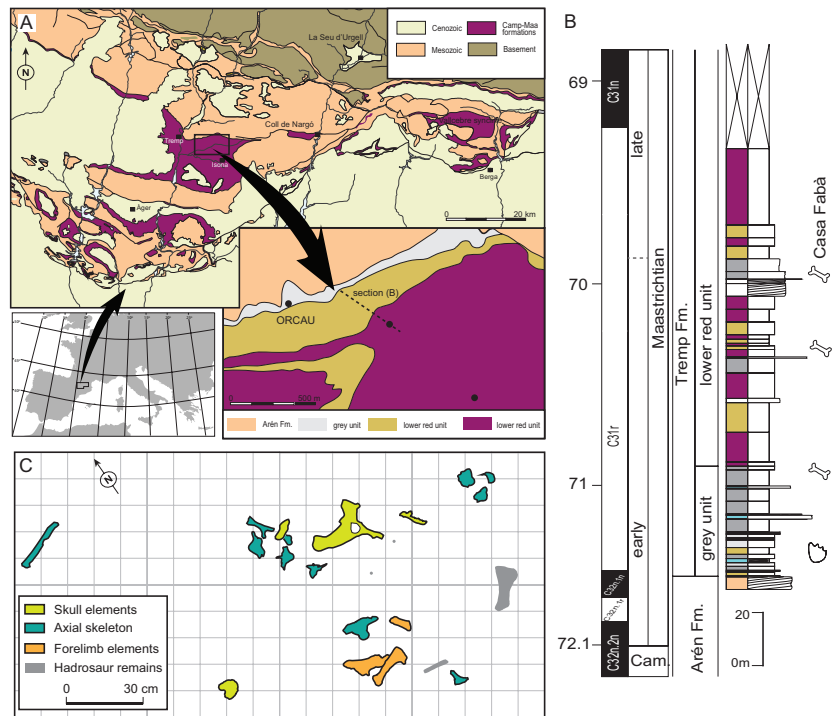 A
La Seu d'Urgell
Cenozoic
Camp-Maa
formations
Mesozoic
Basement
N
Coll de Nargó
Tremp
Isona
Àger
Berga
0 20 km
section (B)
ORCAU
0 500 m
Arén Fm.
grey unit
lower red unit
lower red unit
C
N
Skull elements
Axial skeleton
Forelimb elements
Hadrosaur remains
0 30 cm
B
69
70
71
72.1
C31n
C31r
C32n.1n
C32n.1r
C32n.2n
late
early
Maastrichtian
Cam.
Tremp Fm.
Arén Fm.
lower red unit
grey unit
Casa Fabà
20
0m